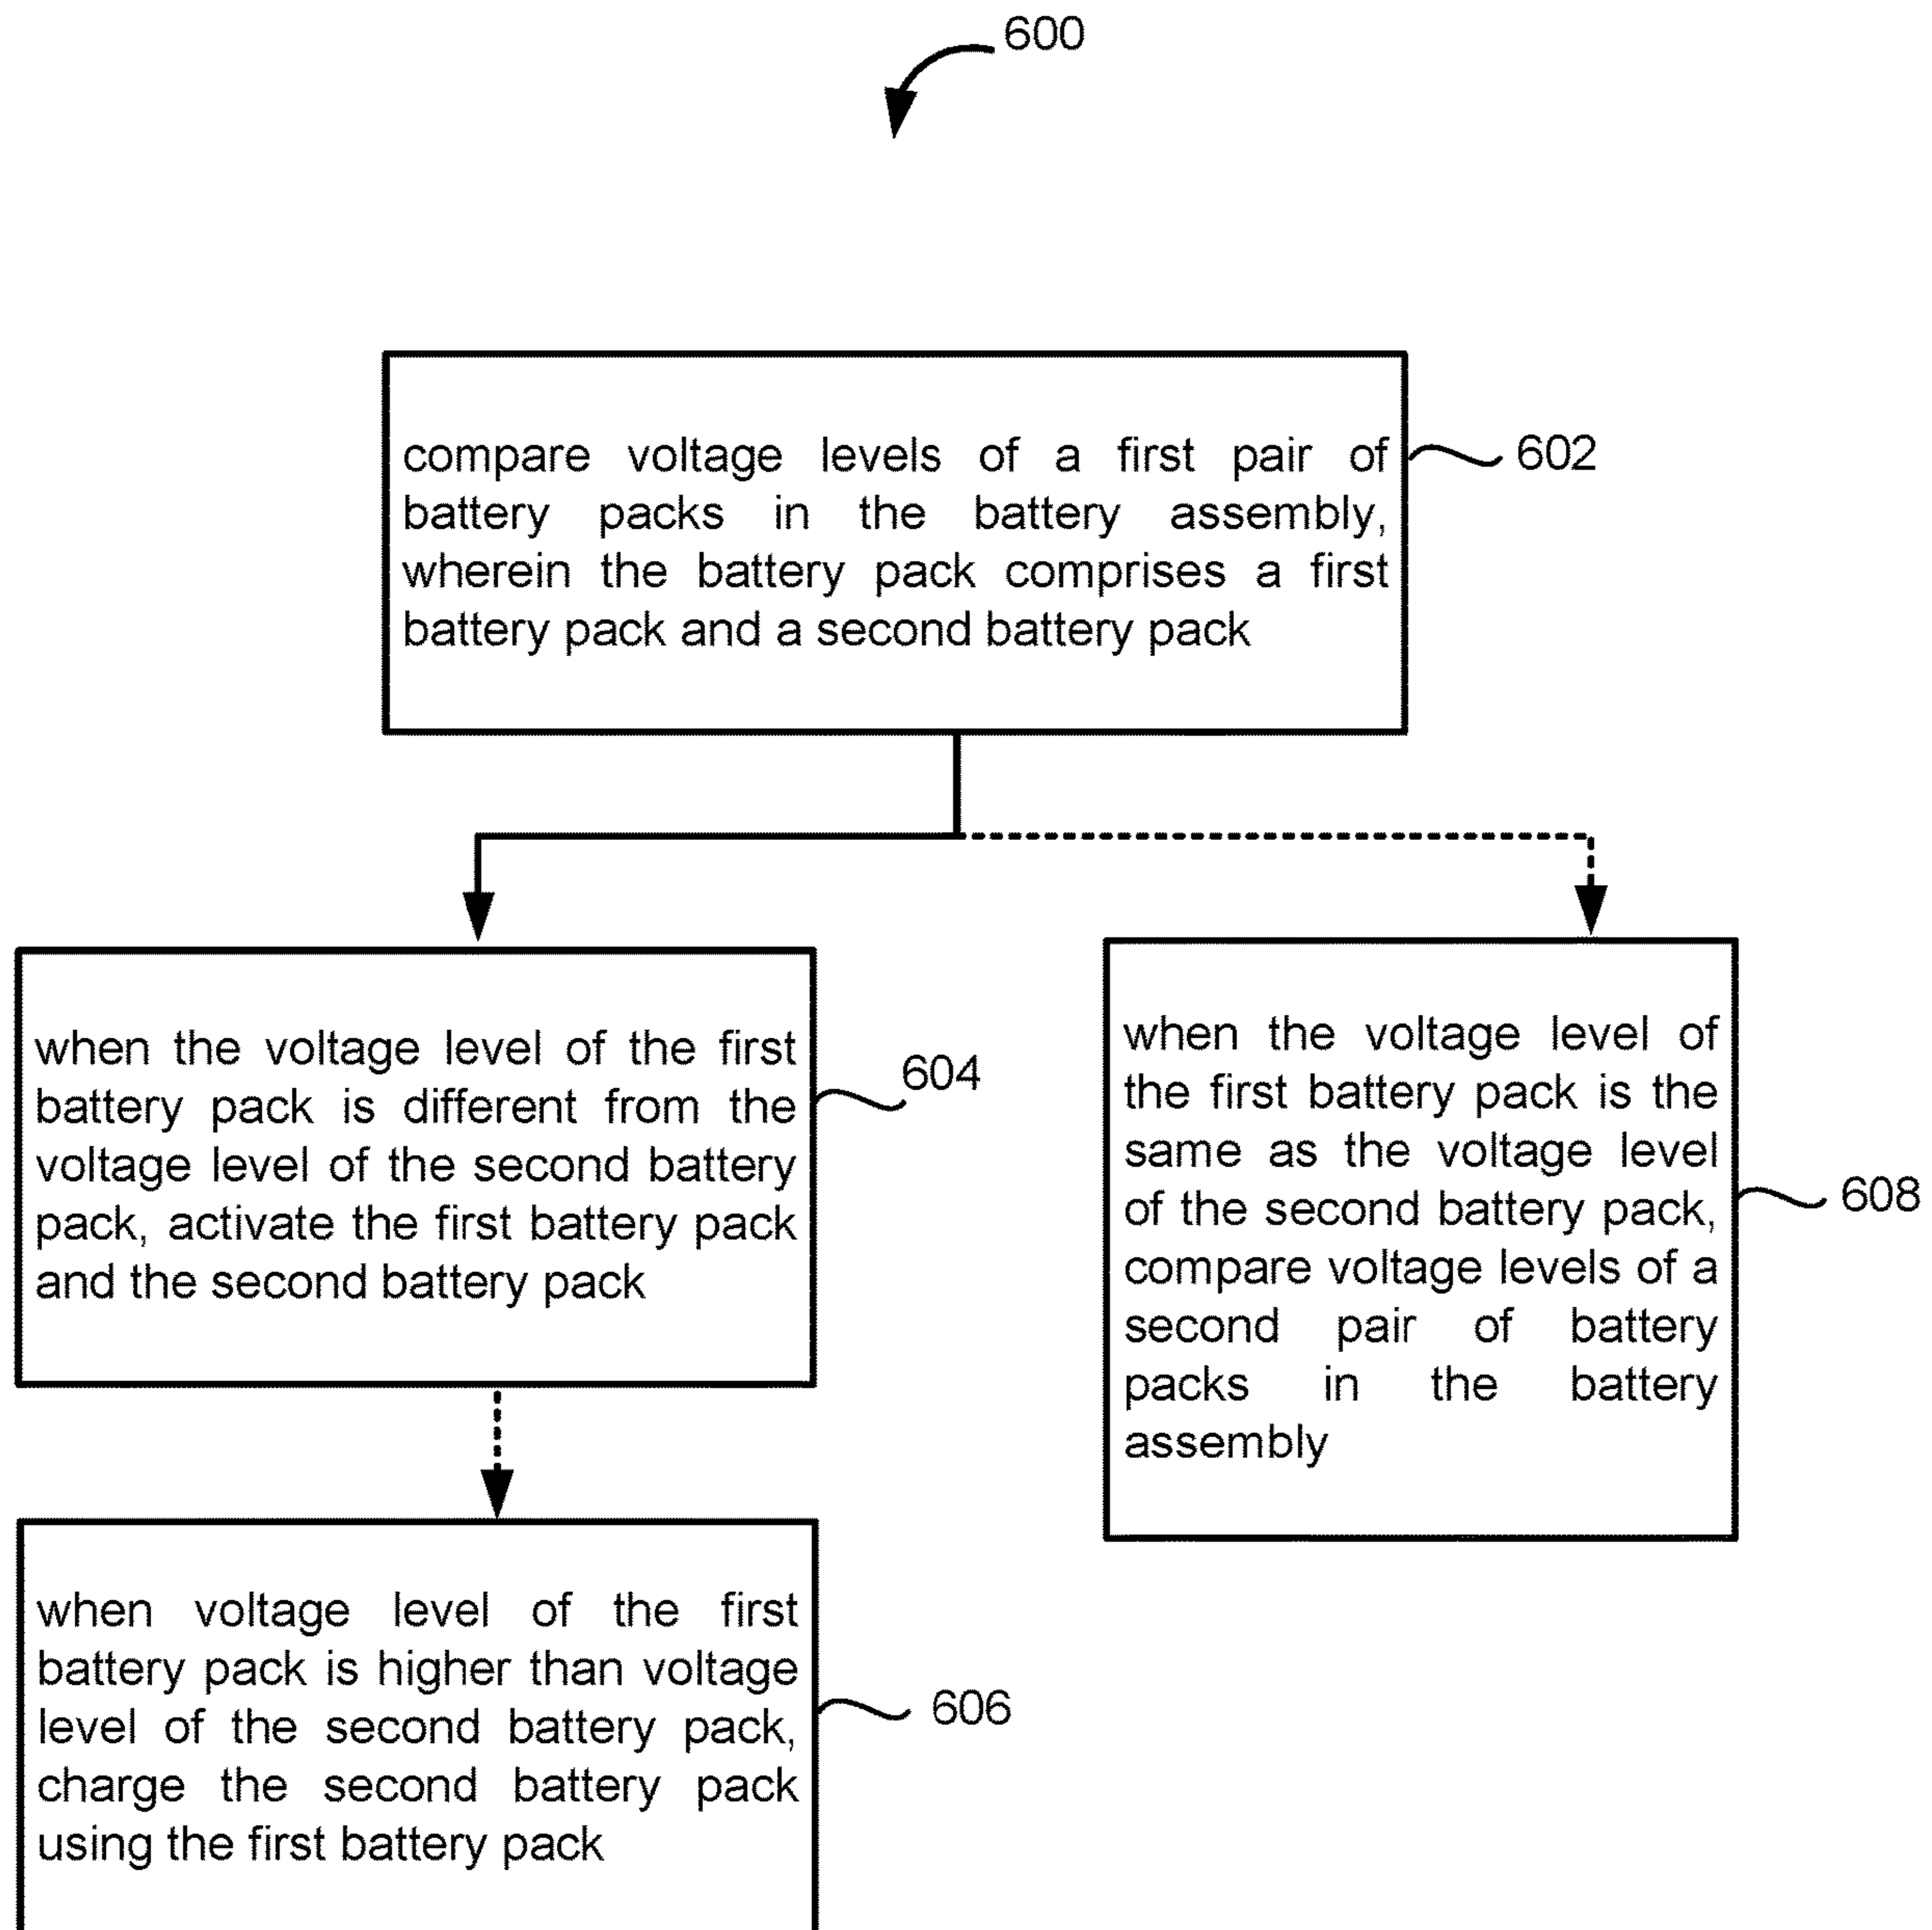 600
compare voltage levels of a first pair of
battery packs in the battery assembly,
wherein the battery pack comprises a first
battery pack and a second battery pack
602
when the voltage level of the first
battery pack is different from the
voltage level of the second battery
pack, activate the first battery pack
and the second battery pack
604
when the voltage level of
the first battery pack is the
same as the voltage level
of the second battery pack,
compare voltage levels of a
second pair of battery
packs in the battery
assembly
608
when voltage level of the first
battery pack is higher than voltage
level of the second battery pack,
charge the second battery pack
using the first battery pack
606